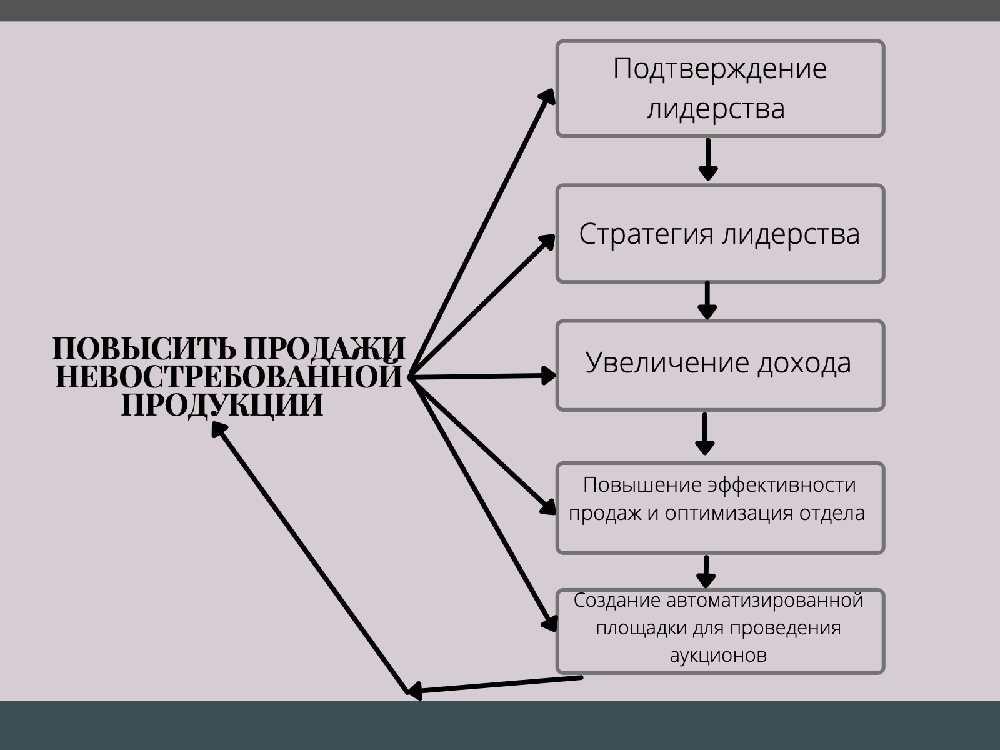 ПОВЫСИТЬ ПРОДАЖИ
НЕВОСТРЕБОВАННОЙ
ПРОДУКЦИИ
Подтверждение
лидерства
Стратегия лидерства
Увеличение дохода
Повышение эффективности
продаж и оптимизация отдела
Создание автоматизированной
площадки для проведения
аукционов